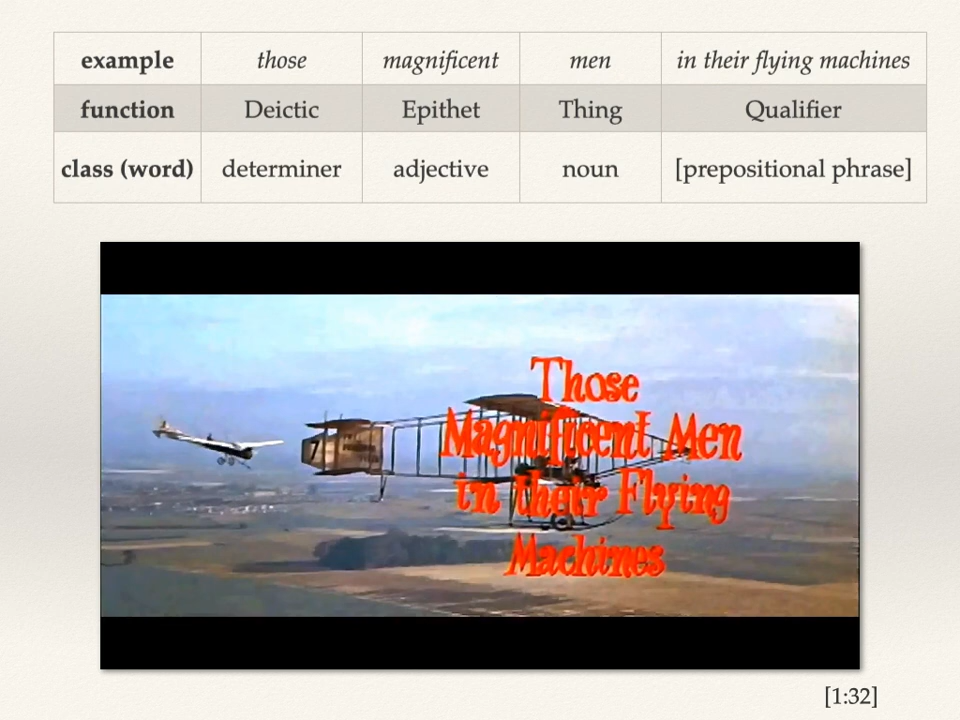 example those magnificent men in their flying machines
function Deictic Epithet Thing Qualifier
class (word) determiner adjective noun [prepositional phrase]
Those
Magnificent Men
in their Flying
Machines
7
[1:32]